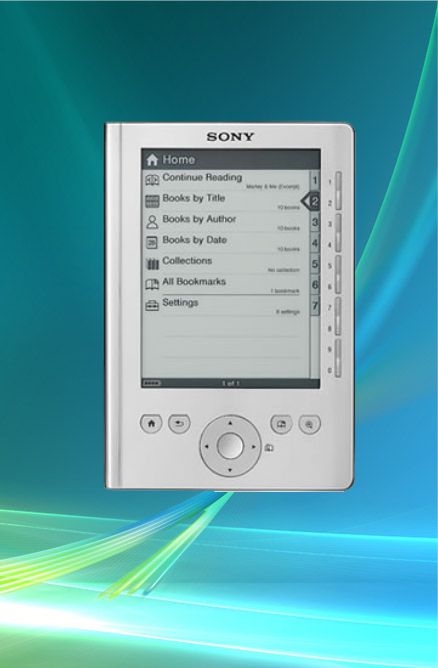 SONY
Home
Continue Reading 1
Marley & Me (Excerpt)
Books by Title 2
10 books
Books by Author 3
10 books
Books by Date 4
10 books
Collections 5
No collection
All Bookmarks 6
1 bookmark
Settings 7
6 settings
1 of 1
1
2
3
4
5
6
7
8
9
0